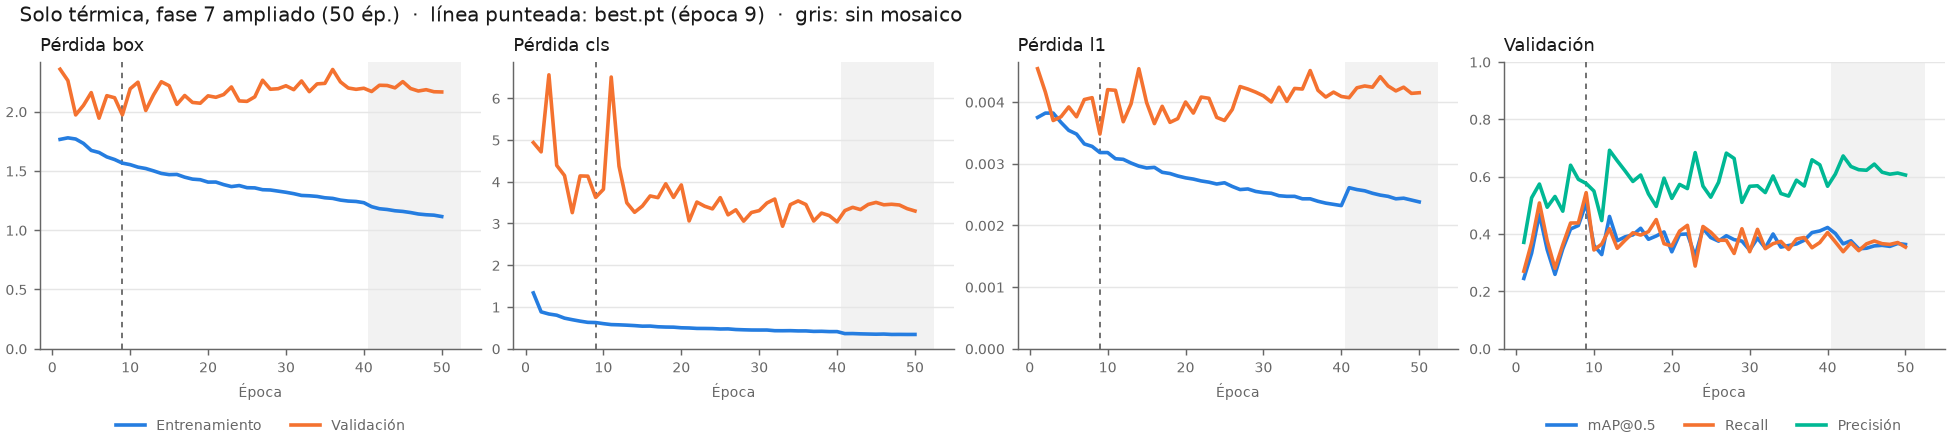 Solo térmica, fase 7 ampliado (50 ép.)  ·  línea punteada: best.pt (época 9)  ·  gris: sin mosaico
Pérdida box
2.0
1.5
1.0
0.5
0.0
0 10 20 30 40 50
Época
Entrenamiento Validación
Pérdida cls
6
5
4
3
2
1
0
0 10 20 30 40 50
Época
Pérdida l1
0.004
0.003
0.002
0.001
0.000
0 10 20 30 40 50
Época
Validación
1.0
0.8
0.6
0.4
0.2
0.0
0 10 20 30 40 50
Época
mAP@0.5 Recall Precisión